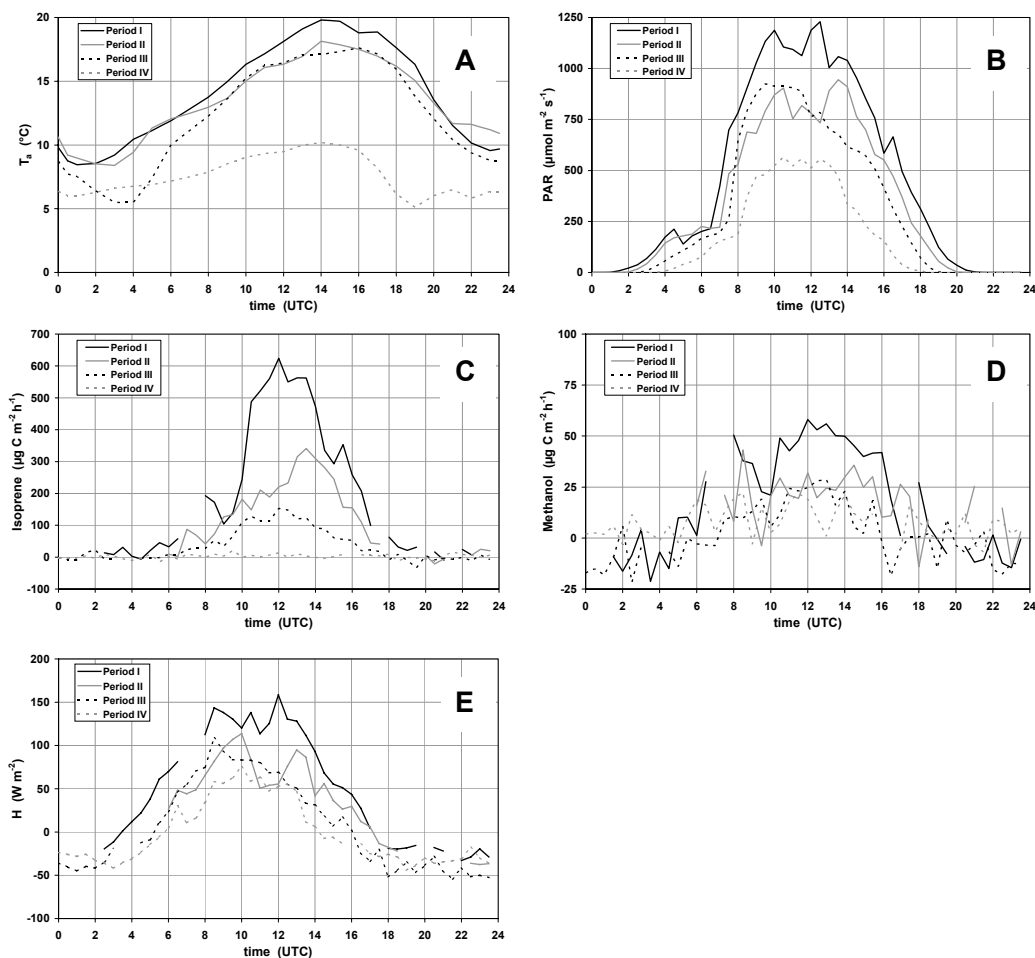 A
Period I
Period II
Period III
Period IV
20
15
10
5
0
Tₐ (°C)
0 2 4 6 8 10 12 14 16 18 20 22 24
time (UTC)
B
Period I
Period II
Period III
Period IV
1250
1000
750
500
250
0
PAR (µmol m⁻² s⁻¹)
0 2 4 6 8 10 12 14 16 18 20 22 24
time (UTC)
C
Period I
Period II
Period III
Period IV
700
600
500
400
300
200
100
0
-100
Isoprene (µg C m⁻² h⁻¹)
0 2 4 6 8 10 12 14 16 18 20 22 24
time (UTC)
D
Period I
Period II
Period III
Period IV
100
75
50
25
0
-25
Methanol (µg C m⁻² h⁻¹)
0 2 4 6 8 10 12 14 16 18 20 22 24
time (UTC)
E
Period I
Period II
Period III
Period IV
200
150
100
50
0
-50
-100
H (W m⁻²)
0 2 4 6 8 10 12 14 16 18 20 22 24
time (UTC)